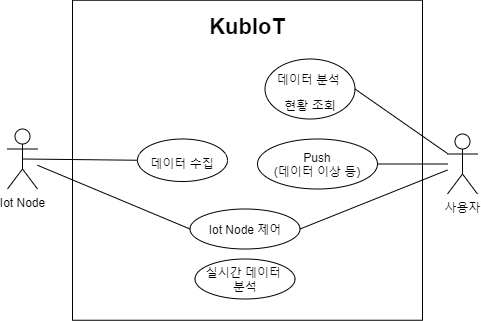 KubIoT
데이터 분석
현황 조회
데이터 수집
Push
(데이터 이상 등)
Iot Node
사용자
Iot Node 제어
실시간 데이터
분석